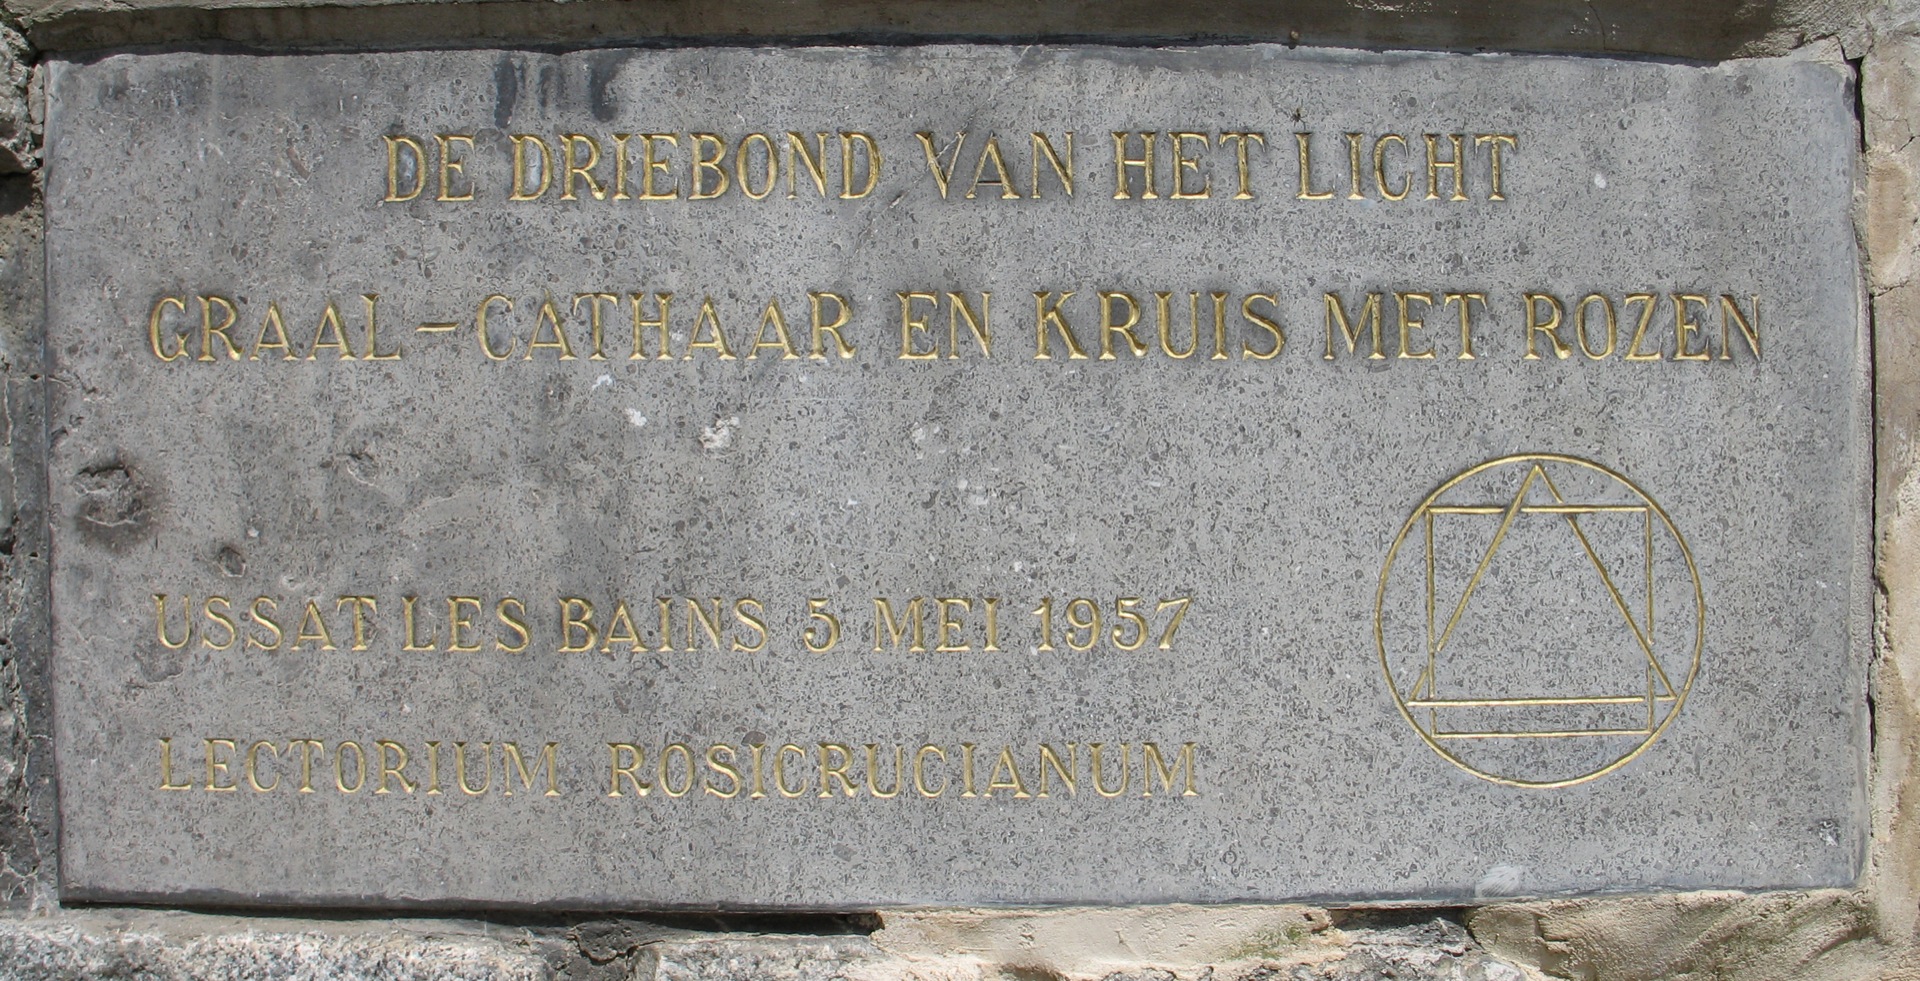 DE DRIEBOND VAN HET LICHT
GRAAL-CATHAAR EN KRUIS MET ROZEN
USSAT LES BAINS 5 MEI 1957
LECTORIUM ROSICRUCIANUM